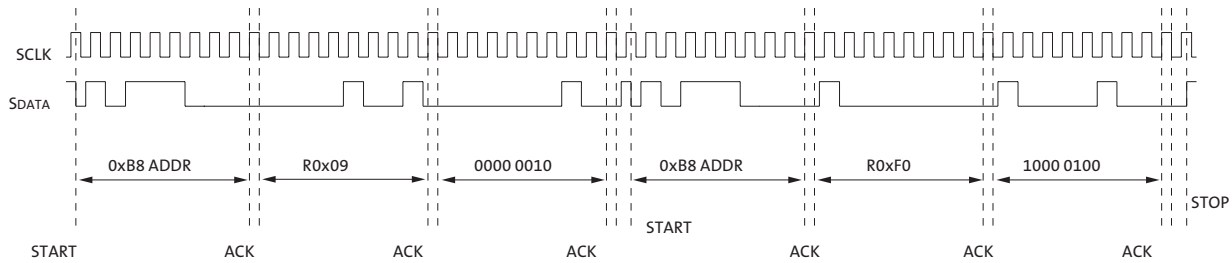 SCLK
SDATA
0xB8 ADDR R0x09 0000 0010 0xB8 ADDR R0xF0 1000 0100
STOP
START
START ACK ACK ACK ACK ACK ACK